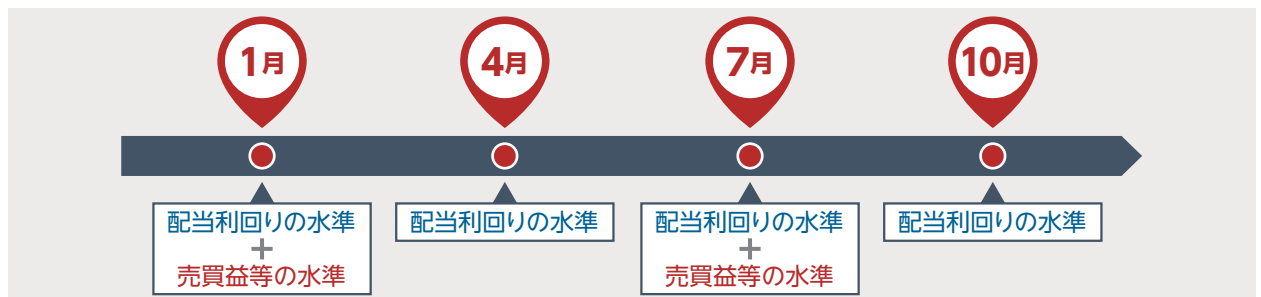 1月
4月
7月
10月
配当利回りの水準
+
売買益等の水準
配当利回りの水準
配当利回りの水準
+
売買益等の水準
配当利回りの水準